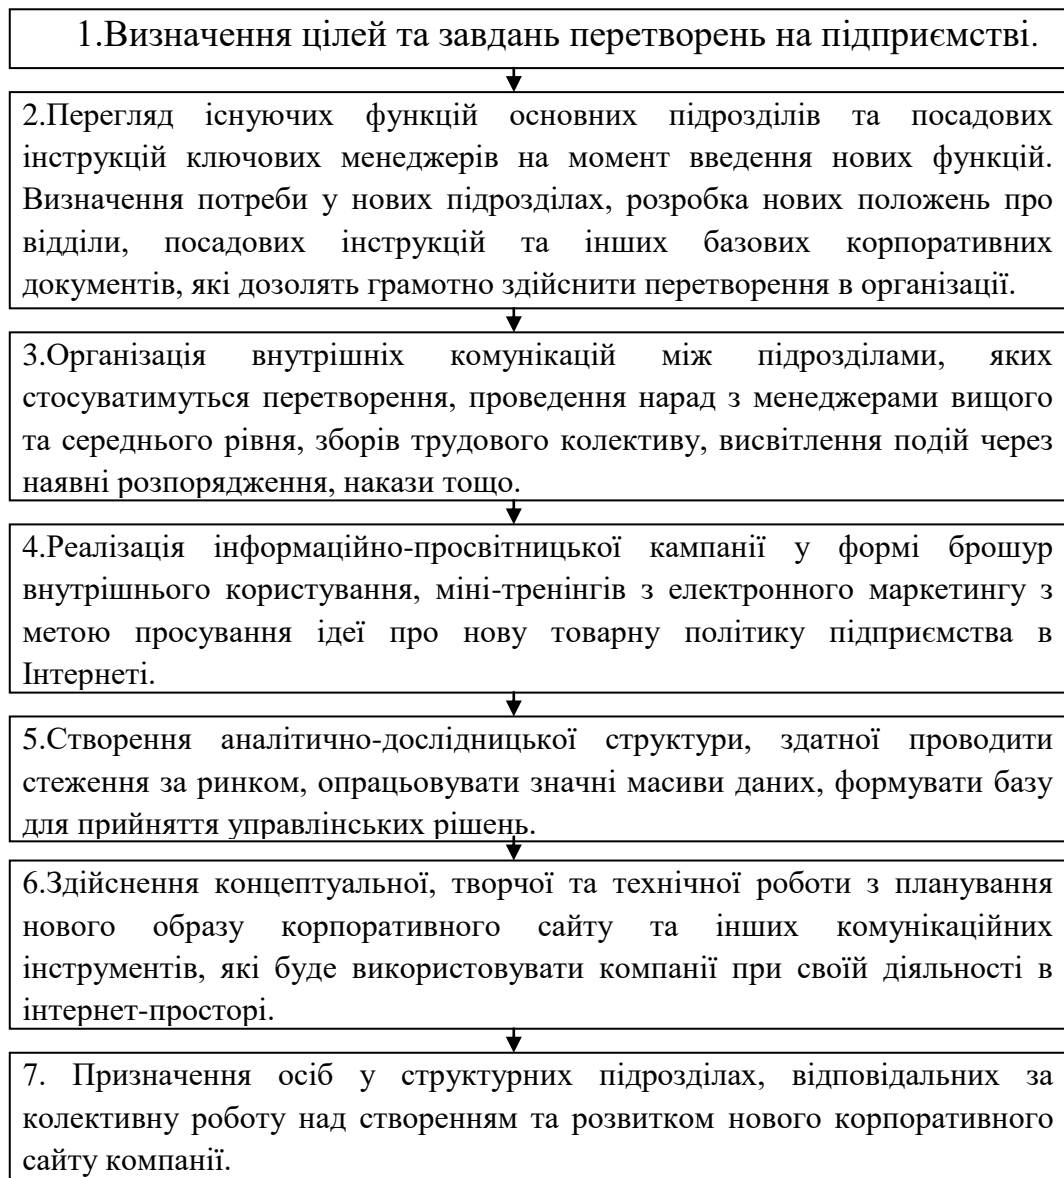 1.Визначення цілей та завдань перетворень на підприємстві.
2.Перегляд існуючих функцій основних підрозділів та посадових
інструкцій ключових менеджерів на момент введення нових функцій.
Визначення потреби у нових підрозділах, розробка нових положень про
відділи, посадових інструкцій та інших базових корпоративних
документів, які дозолять грамотно здійснити перетворення в організації.
3.Організація внутрішніх комунікацій між підрозділами, яких
стосуватимуться перетворення, проведення нарад з менеджерами вищого
та середнього рівня, зборів трудового колективу, висвітлення подій через
наявні розпорядження, накази тощо.
4.Реалізація інформаційно-просвітницької кампанії у формі брошур
внутрішнього користування, міні-тренінгів з електронного маркетингу з
метою просування ідеї про нову товарну політику підприємства в
Інтернеті.
5.Створення аналітично-дослідницької структури, здатної проводити
стеження за ринком, опрацьовувати значні масиви даних, формувати базу
для прийняття управлінських рішень.
6.Здійснення концептуальної, творчої та технічної роботи з планування
нового образу корпоративного сайту та інших комунікаційних
інструментів, які буде використовувати компанії при своїй діяльності в
інтернет-просторі.
7. Призначення осіб у структурних підрозділах, відповідальних за
колективну роботу над створенням та розвитком нового корпоративного
сайту компанії.